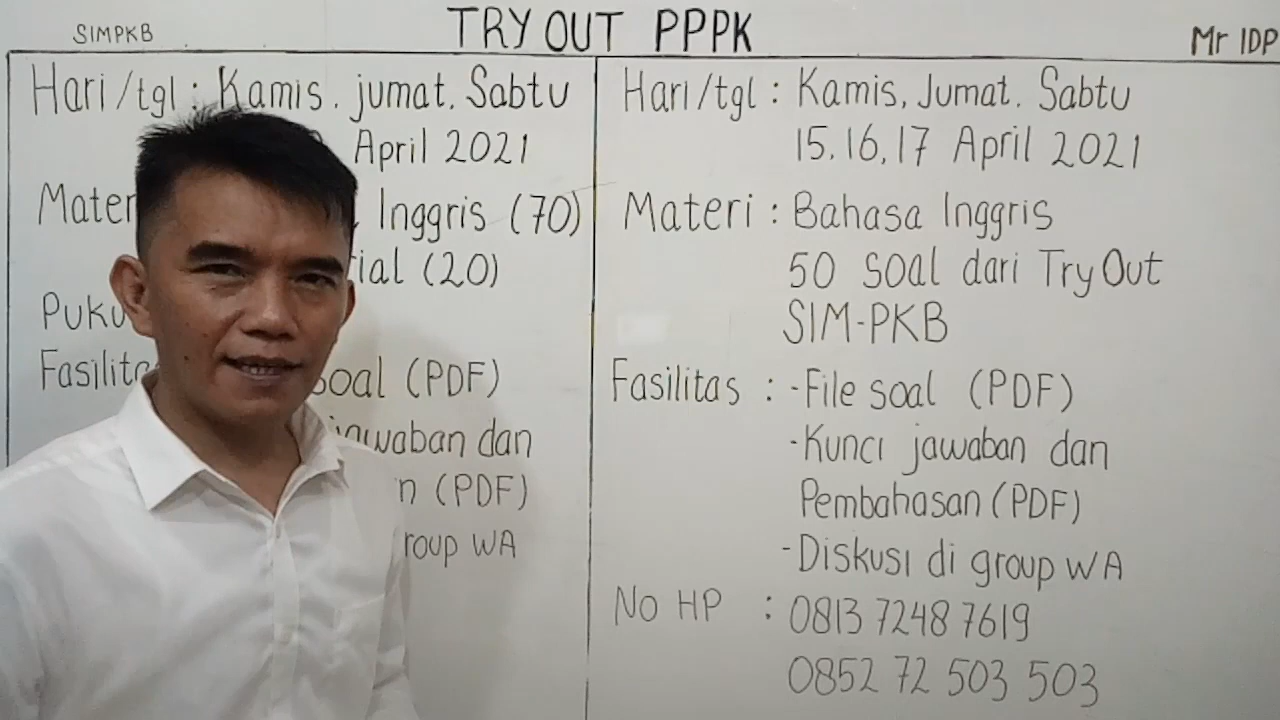 SIMPKB
TRY OUT PPPK
Mr IDP
Hari/tgl : Kamis. jumat. Sabtu
April 2021
Inggris (70)
(20)
soal (PDF)
jawaban dan
(PDF)
WA
Hari/tgl : Kamis, Jumat. Sabtu
15.16.17 April 2021
Materi : Bahasa Inggris
50 soal dari Try Out
SIM-PKB
Fasilitas : -File soal (PDF)
-Kunci jawaban dan
Pembahasan (PDF)
-Diskusi di group WA
No HP : 0813 7248 7619
0852 72 503 503